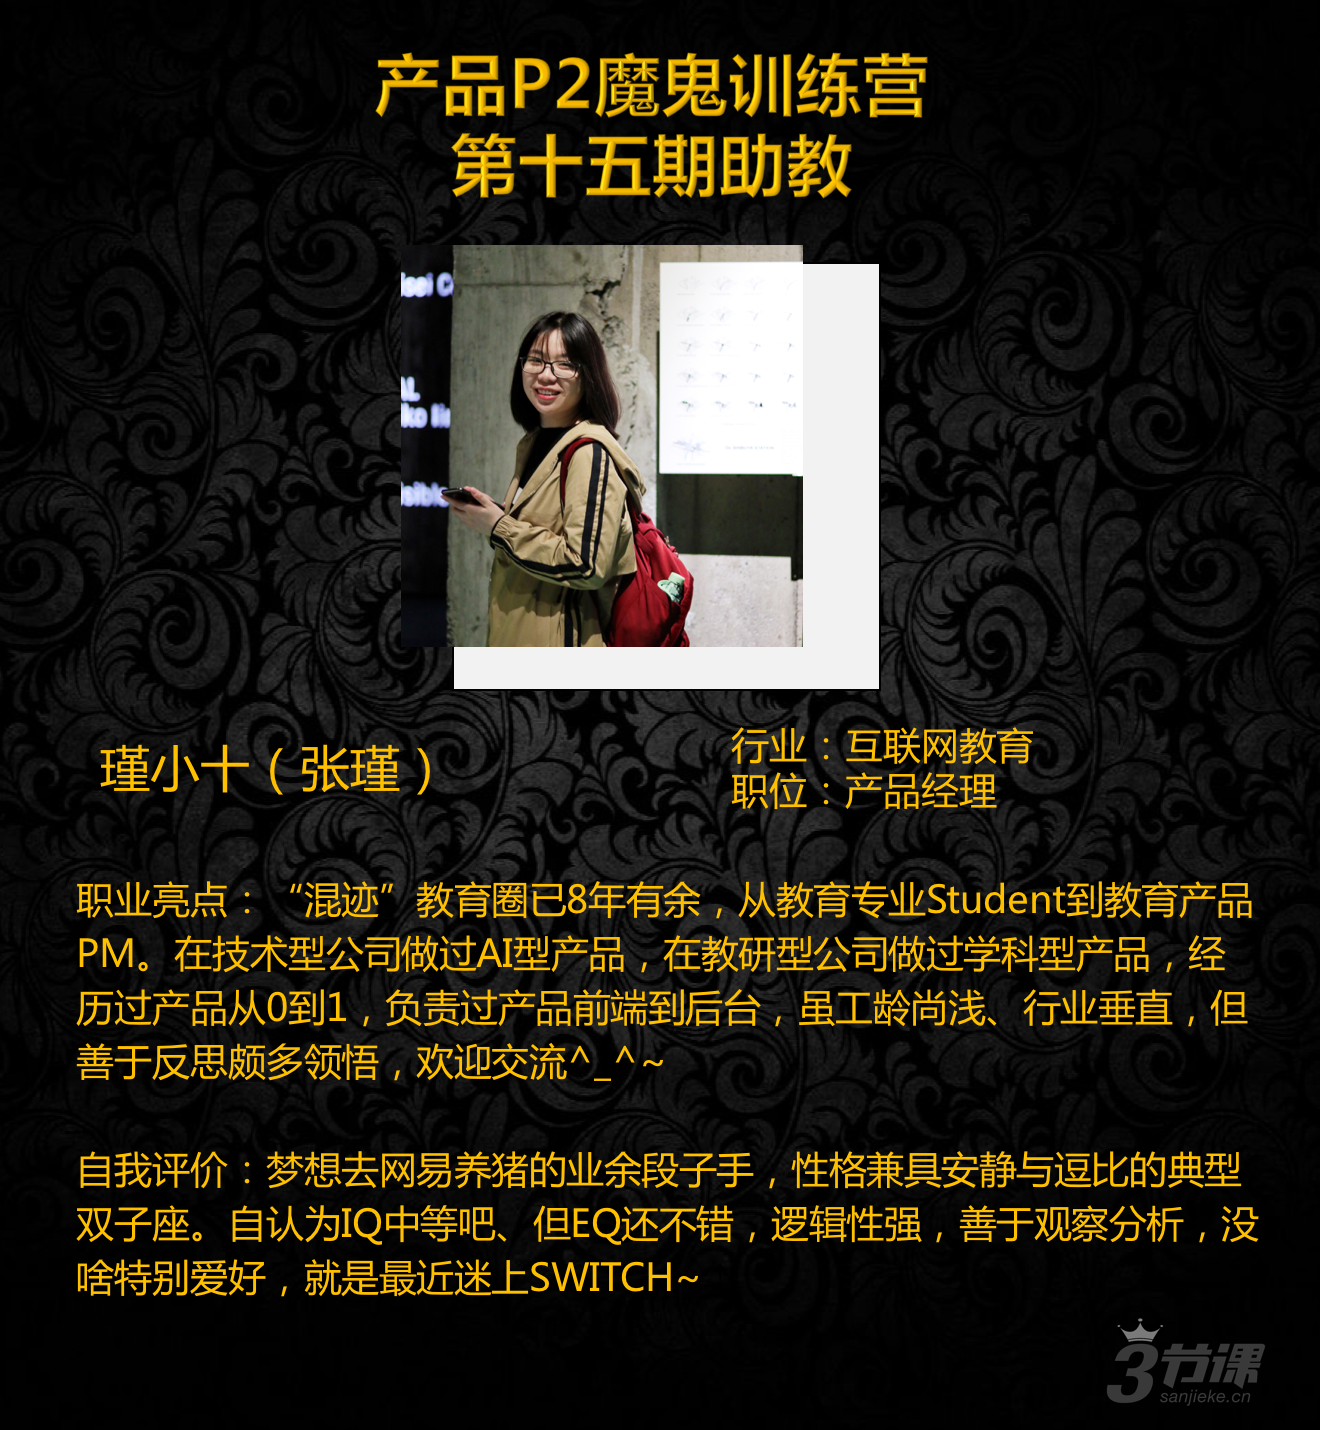 产品P2魔鬼训练营
第十五期助教
瑾小十（张瑾）
行业：互联网教育
职位：产品经理
职业亮点：“混迹”教育圈已8年有余，从教育专业Student到教育产品
PM。在技术型公司做过AI型产品，在教研型公司做过学科型产品，经
历过产品从0到1，负责过产品前端到后台，虽工龄尚浅、行业垂直，但
善于反思颇多领悟，欢迎交流^_^~
自我评价：梦想去网易养猪的业余段子手，性格兼具安静与逗比的典型
双子座。自认为IQ中等吧、但EQ还不错，逻辑性强，善于观察分析，没
啥特别爱好，就是最近迷上SWITCH~
3节课
sanjieke.cn